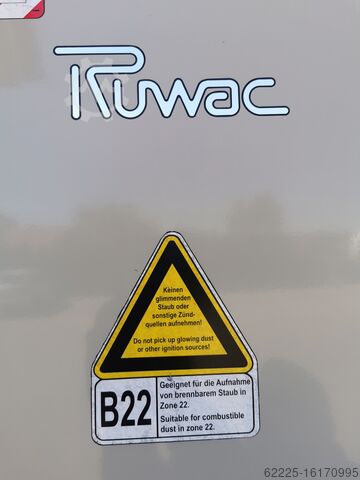 Ruwac
Keinen
glimmenden
Staub oder
sonstige Zünd-
quellen aufnehmen!
Do not pick up glowing dust
or other ignition sources!
B22
Geeignet für die Aufnahme
von brennbarem Staub in
Zone 22.
Suitable for combustible
dust in zone 22.
62225-16170995